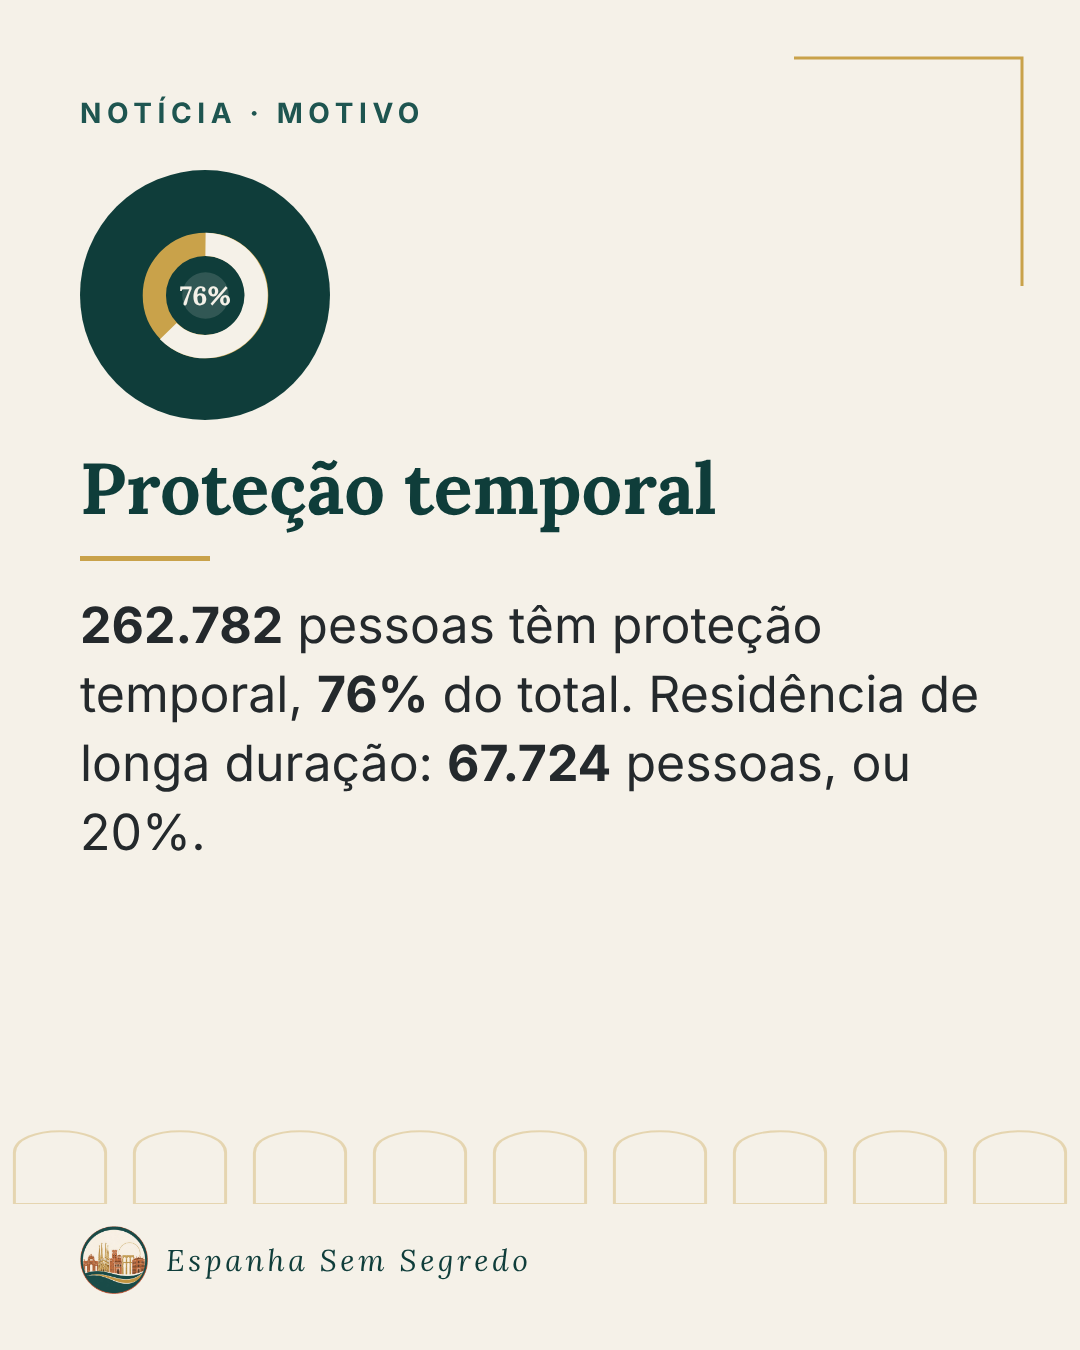 NOTÍCIA · MOTIVO
76%
Proteção temporal
262.782 pessoas têm proteção
temporal, 76% do total. Residência de
longa duração: 67.724 pessoas, ou
20%.
Espanha Sem Segredo